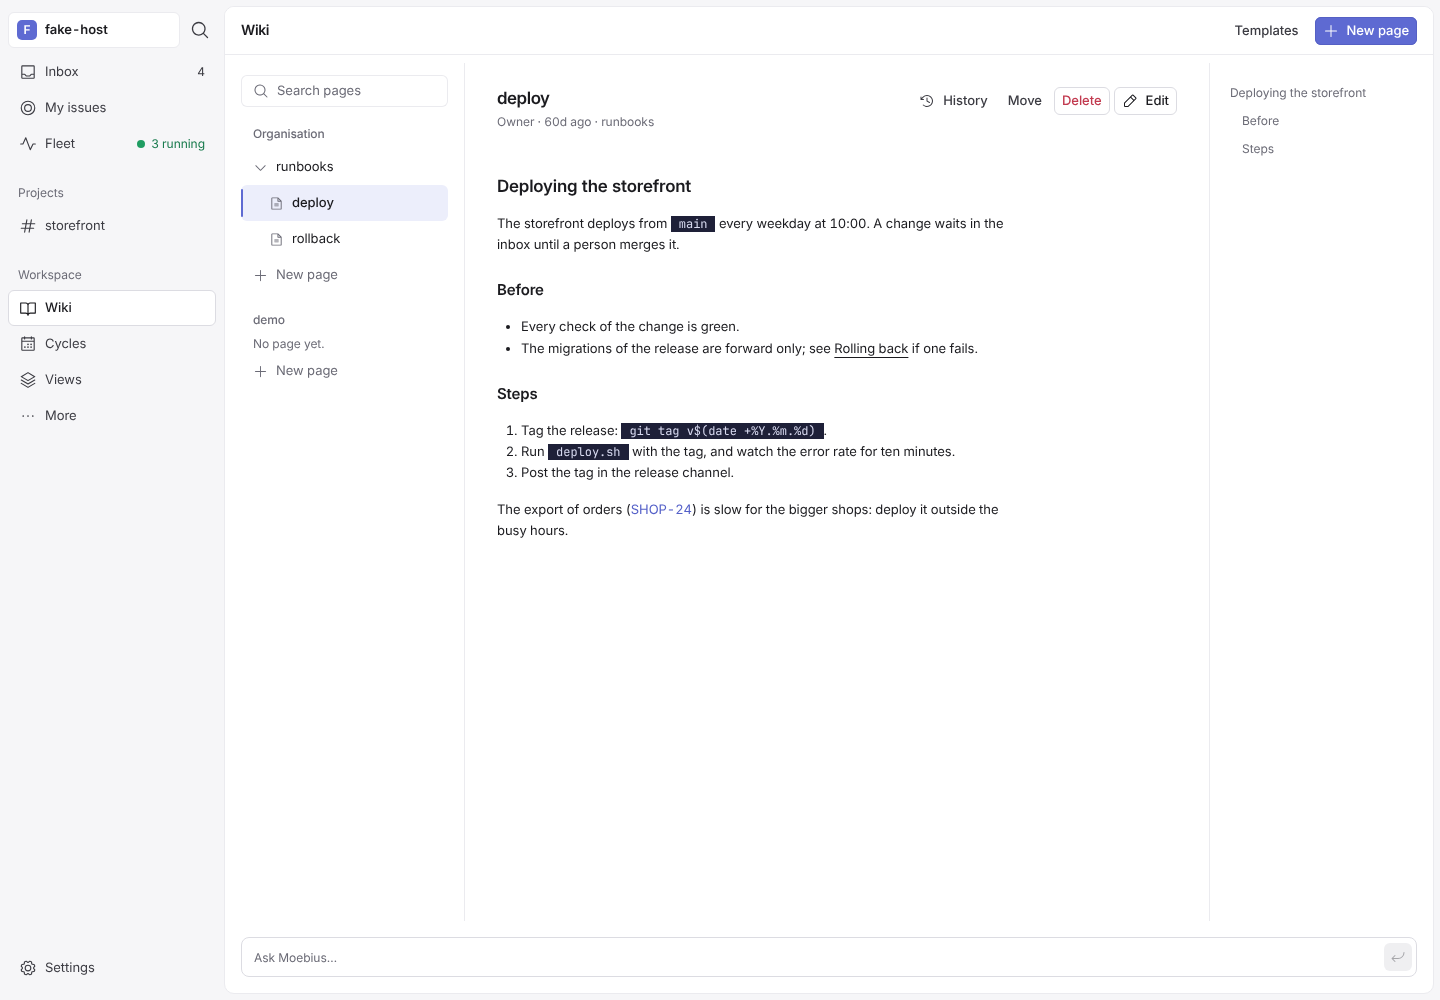 F fake-host
Inbox 4
My issues
Fleet 3 running
Projects
storefront
Workspace
Wiki
Cycles
Views
More
Settings
Wiki
Templates
New page
Search pages
Organisation
runbooks
deploy
rollback
New page
demo
No page yet.
New page
deploy
Owner · 60d ago · runbooks
History Move Delete Edit
Deploying the storefront
The storefront deploys from main every weekday at 10:00. A change waits in the
inbox until a person merges it.
Before
• Every check of the change is green.
• The migrations of the release are forward only; see Rolling back if one fails.
Steps
1. Tag the release: git tag v$(date +%Y.%m.%d) .
2. Run deploy.sh with the tag, and watch the error rate for ten minutes.
3. Post the tag in the release channel.
The export of orders (SHOP-24) is slow for the bigger shops: deploy it outside the
busy hours.
Deploying the storefront
Before
Steps
Ask Moebius...